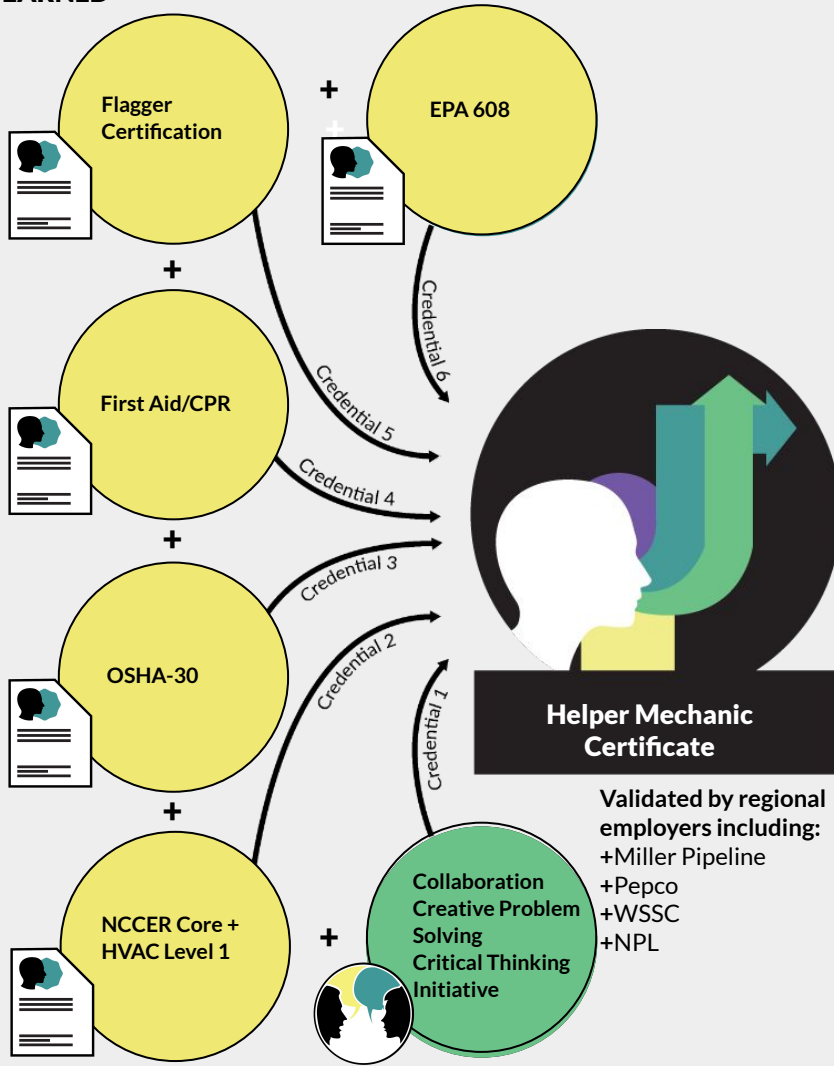 Flagger
Certification
+
EPA 608
+
Credential 6
Credential 5
First Aid/CPR
Credential 4
+
Credential 3
OSHA-30
Credential 2
Credential 1
+
NCCER Core +
HVAC Level 1
+
Collaboration
Creative Problem
Solving
Critical Thinking
Initiative
Helper Mechanic
Certificate
Validated by regional
employers including:
+Miller Pipeline
+Pepco
+WSSC
+NPL